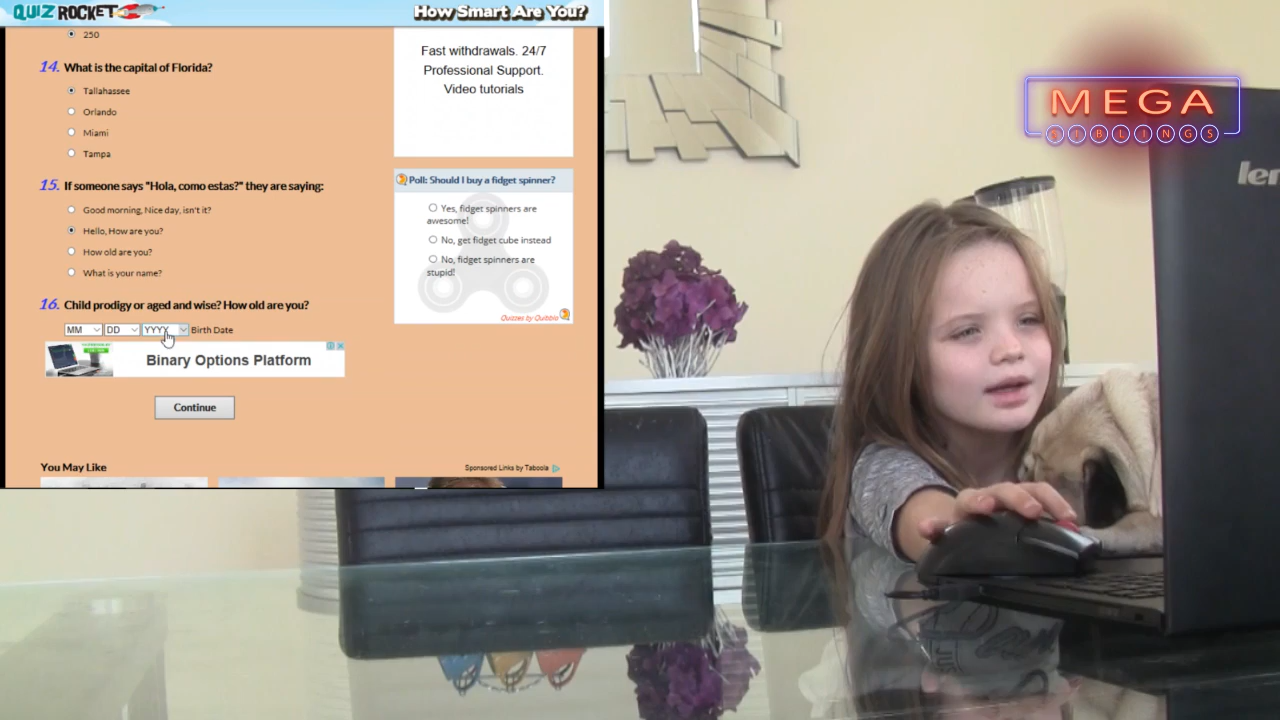 QUIZ ROCKET
How Smart Are You?
250
14. What is the capital of Florida?
Tallahassee
Orlando
Miami
Tampa
15. If someone says "Hola, como estas?" they are saying:
Good morning, Nice day, isn't it?
Hello, How are you?
How old are you?
What is your name?
16. Child prodigy or aged and wise? How old are you?
MM DD YYYY Birth Date
Binary Options Platform
Continue
You May Like
Sponsored Links by Taboola
Fast withdrawals. 24/7
Professional Support.
Video tutorials
Poll: Should I buy a fidget spinner?
Yes, fidget spinners are
awesome!
No, get fidget cube instead
No, fidget spinners are
stupid!
Quizzes by Quibblo
MEGA
SIBLINGS